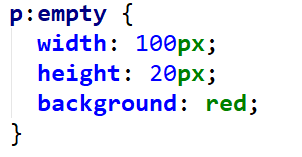 p:empty {
  width: 100px;
  height: 20px;
  background: red;
}